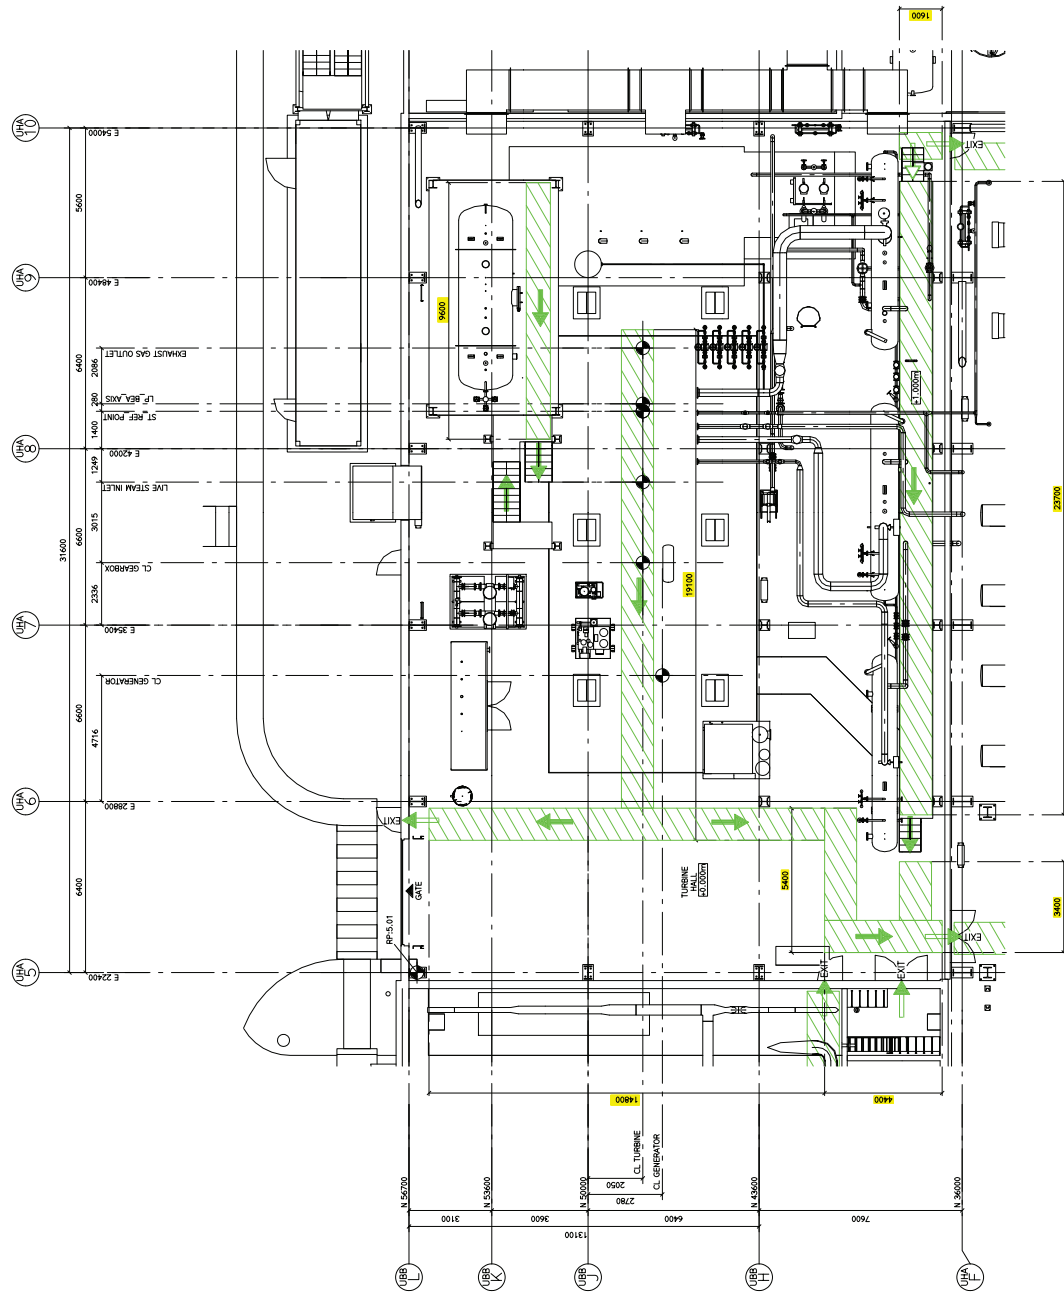 1600
UHA
10
E 54000
5600
EXIT
UHA
9
E 48400
9600
6400
2086
EXHAUST GAS OUTLET
280
LP_BEA_AXIS
1400
ST_REF_POINT
+1.000m
UHA
8
E 42000
1249
LIVE STEAM INLET
23700
31600
6600
3015
CL GEARBOX
19100
2336
UHA
7
E 35400
CL GENERATOR
6600
4716
UHA
6
E 28800
EXIT
6400
GATE
TURBINE
HALL
±0.000m
5400
3400
RP:5.01
EXIT
UHA
5
E 22400
EXIT
EXIT
14800
4400
CL TURBINE
CL GENERATOR
N 56700
N 53600
N 50000
2050
2780
N 43600
N 36000
3100
3600
6400
7600
13100
UBB
L
UBB
K
UBB
J
UBB
H
UHA
F